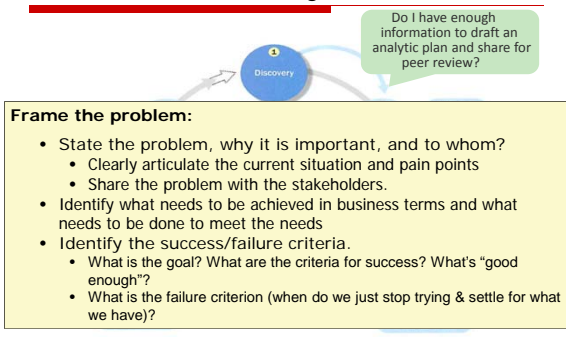 Do I have enough
information to draft an
analytic plan and share for
peer review?
1
Discovery
Frame the problem:
• State the problem, why it is important, and to whom?
• Clearly articulate the current situation and pain points
• Share the problem with the stakeholders.
• Identify what needs to be achieved in business terms and what
needs to be done to meet the needs
• Identify the success/failure criteria.
• What is the goal? What are the criteria for success? What's “good
enough”?
• What is the failure criterion (when do we just stop trying & settle for what
we have)?